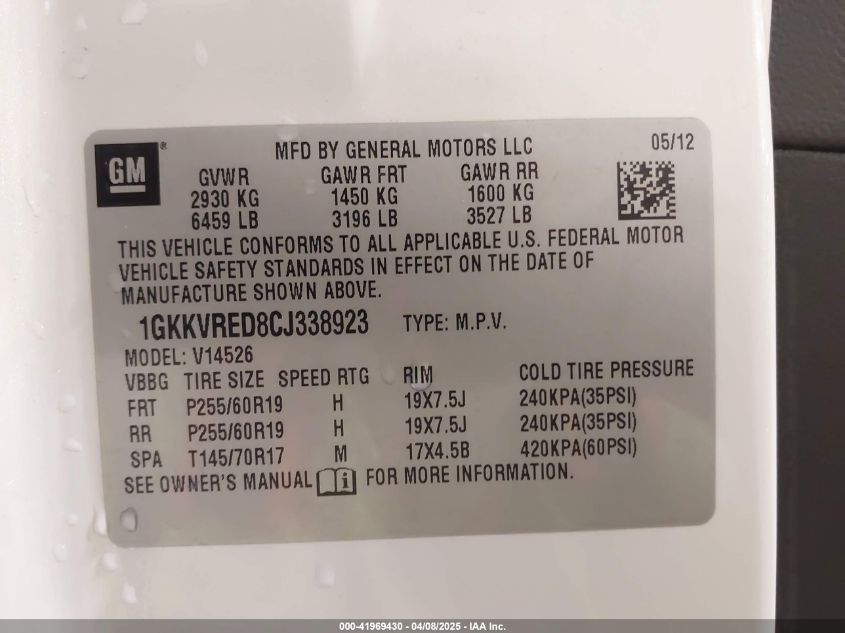 GM ®
MFD BY GENERAL MOTORS LLC 05/12
GVWR GAWR FRT GAWR RR
2930 KG 1450 KG 1600 KG
6459 LB 3196 LB 3527 LB
THIS VEHICLE CONFORMS TO ALL APPLICABLE U.S. FEDERAL MOTOR
VEHICLE SAFETY STANDARDS IN EFFECT ON THE DATE OF
MANUFACTURE SHOWN ABOVE.
1GKKVRED8CJ338923 TYPE: M.P.V.
MODEL: V14526
VBBG TIRE SIZE SPEED RTG RIM COLD TIRE PRESSURE
FRT P255/60R19 H 19X7.5J 240KPA(35PSI)
RR P255/60R19 H 19X7.5J 240KPA(35PSI)
SPA T145/70R17 M 17X4.5B 420KPA(60PSI)
SEE OWNER'S MANUAL i FOR MORE INFORMATION.
000-41969430 - 04/08/2025 - IAA Inc.